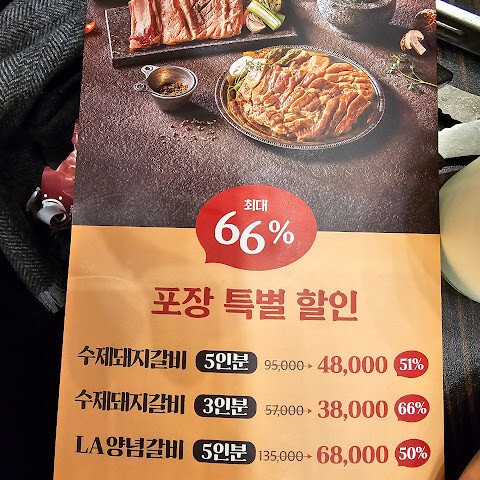 최대
66%
포장 특별 할인
수제돼지갈비 5인분 95,000 48,000 51%
수제돼지갈비 3인분 57,000 38,000 66%
LA양념갈비 5인분 135,000 68,000 50%